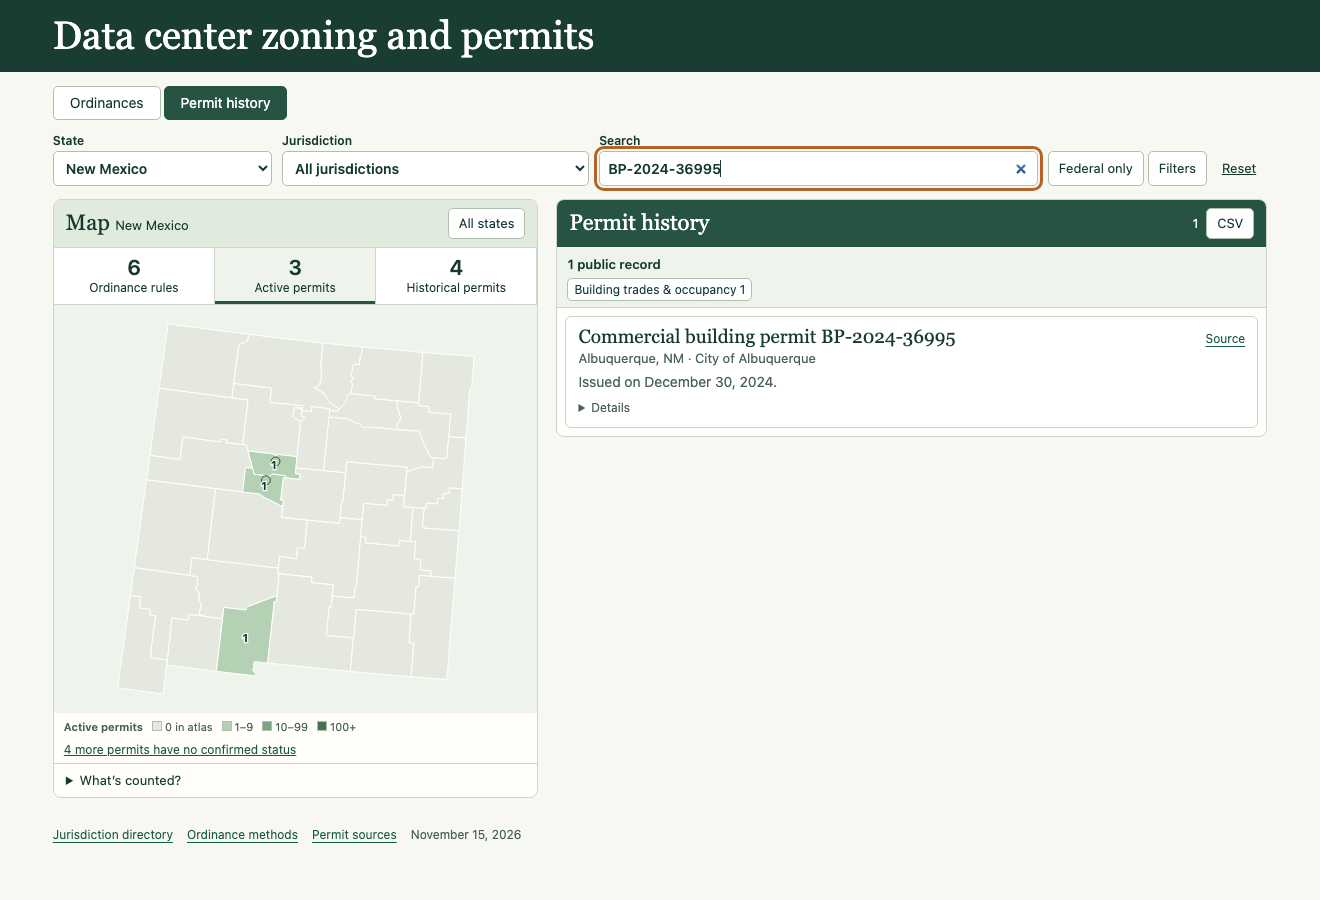 Data center zoning and permits
Ordinances
Permit history
State
Jurisdiction
Search
New Mexico
All jurisdictions
BP-2024-36995
Federal only
Filters
Reset
Map New Mexico
All states
6
Ordinance rules
3
Active permits
4
Historical permits
1
1
1
Active permits 0 in atlas 1–9 10–99 100+
4 more permits have no confirmed status
What's counted?
Permit history
1
CSV
1 public record
Building trades & occupancy 1
Commercial building permit BP-2024-36995
Source
Albuquerque, NM · City of Albuquerque
Issued on December 30, 2024.
Details
Jurisdiction directory
Ordinance methods
Permit sources
November 15, 2026